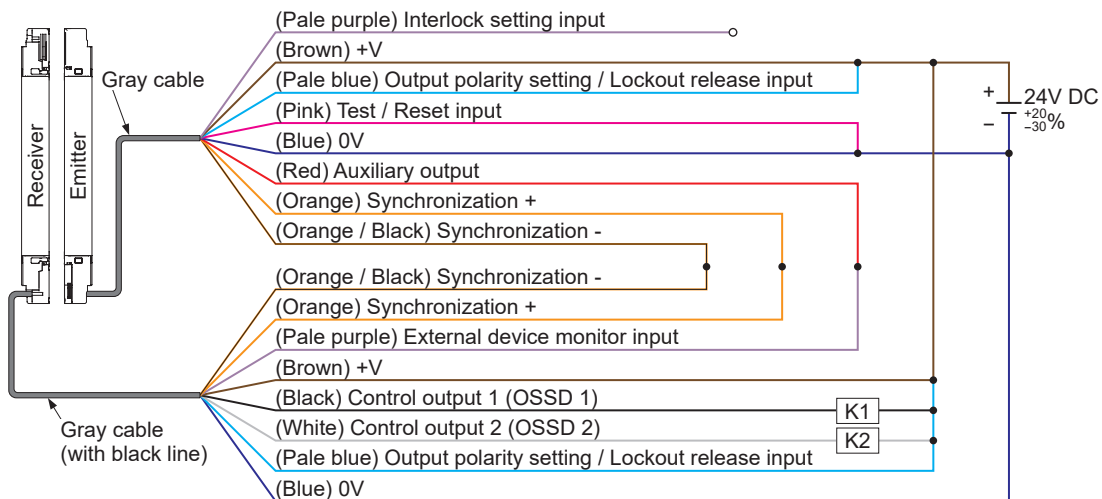 (Pale purple) Interlock setting input
(Brown) +V
(Pale blue) Output polarity setting / Lockout release input
(Pink) Test / Reset input
(Blue) 0V
(Red) Auxiliary output
(Orange) Synchronization +
(Orange / Black) Synchronization -
(Orange / Black) Synchronization -
(Orange) Synchronization +
(Pale purple) External device monitor input
(Brown) +V
(Black) Control output 1 (OSSD 1)
(White) Control output 2 (OSSD 2)
(Pale blue) Output polarity setting / Lockout release input
(Blue) 0V
Gray cable
Receiver
Emitter
Gray cable
(with black line)
K1
K2
+
24V DC
+20
−30%
−